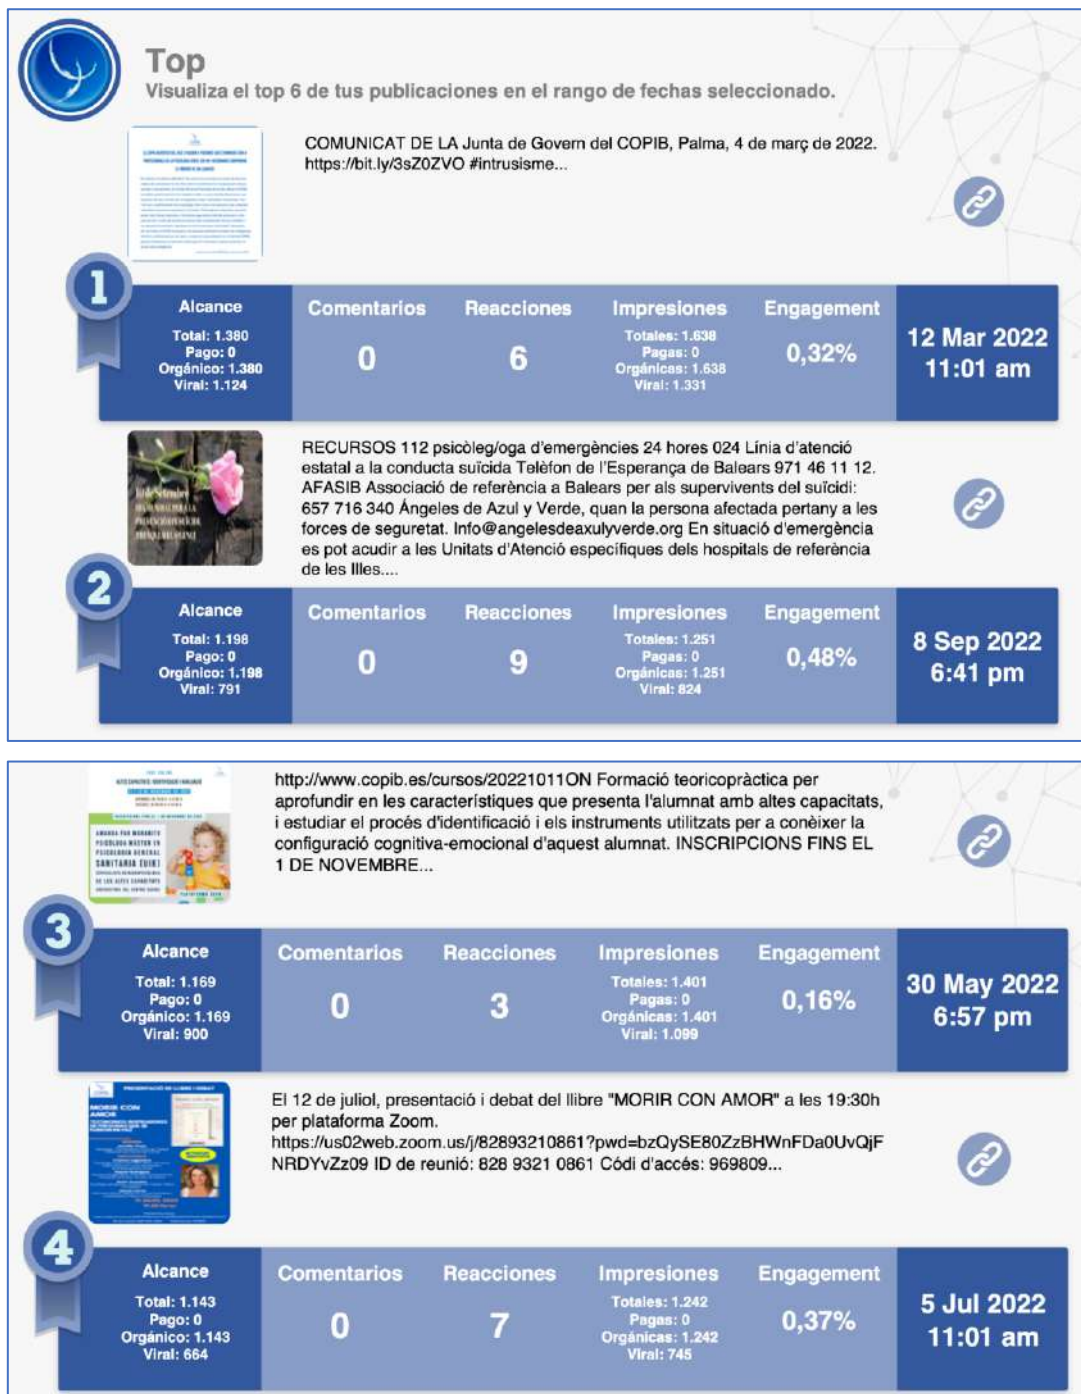 Top
Visualiza el top 6 de tus publicaciones en el rango de fechas seleccionado.
COMUNICAT DE LA Junta de Govern del COPIB, Palma, 4 de març de 2022.
https://bit.ly/3sZ0ZVO #intrusisme...
1
Alcance Comentarios Reacciones Impresiones Engagement
Total: 1.380
Pago: 0
Orgánico: 1.380
Viral: 1.124
0
6
Totales: 1.638
Pagas: 0
Orgánicas: 1.638
Viral: 1.331
0,32%
12 Mar 2022
11:01 am
RECURSOS 112 psicòleg/oga d'emergències 24 hores 024 Línia d'atenció
estatal a la conducta suïcida Telèfon de l'Esperança de Balears 971 46 11 12.
AFASIB Associació de referència a Balears per als supervivents del suïcidi:
657 716 340 Ángeles de Azul y Verde, quan la persona afectada pertany a les
forces de seguretat. Info@angelesdeaxulyverde.org En situació d'emergència
es pot acudir a les Unitats d'Atenció específiques dels hospitals de referència
de les Illes....
2
Alcance Comentarios Reacciones Impresiones Engagement
Total: 1.198
Pago: 0
Orgánico: 1.198
Viral: 791
0
9
Totales: 1.251
Pagas: 0
Orgánicas: 1.251
Viral: 824
0,48%
8 Sep 2022
6:41 pm
AMANDA PAU MORANTE
PSICÓLOGA MÁSTER EN
PSICOLOGÍA GENERAL
SANITARIA (UIB)
http://www.copib.es/cursos/20221011ON Formació teoricopràctica per
aprofundir en les característiques que presenta l'alumnat amb altes capacitats,
i estudiar el procés d'identificació i els instruments utilitzats per a conèixer la
configuració cognitiva-emocional d'aquest alumnat. INSCRIPCIONS FINS EL
1 DE NOVEMBRE...
3
Alcance Comentarios Reacciones Impresiones Engagement
Total: 1.169
Pago: 0
Orgánico: 1.169
Viral: 900
0
3
Totales: 1.401
Pagas: 0
Orgánicas: 1.401
Viral: 1.099
0,16%
30 May 2022
6:57 pm
MORIR CON
AMOR
El 12 de juliol, presentació i debat del llibre "MORIR CON AMOR" a les 19:30h
per plataforma Zoom.
https://us02web.zoom.us/j/82893210861?pwd=bzQySE80ZzBHWnFDa0UvQjF
NRDYvZz09 ID de reunió: 828 9321 0861 Códi d'accés: 969809...
4
Alcance Comentarios Reacciones Impresiones Engagement
Total: 1.143
Pago: 0
Orgánico: 1.143
Viral: 664
0
7
Totales: 1.242
Pagas: 0
Orgánicas: 1.242
Viral: 745
0,37%
5 Jul 2022
11:01 am